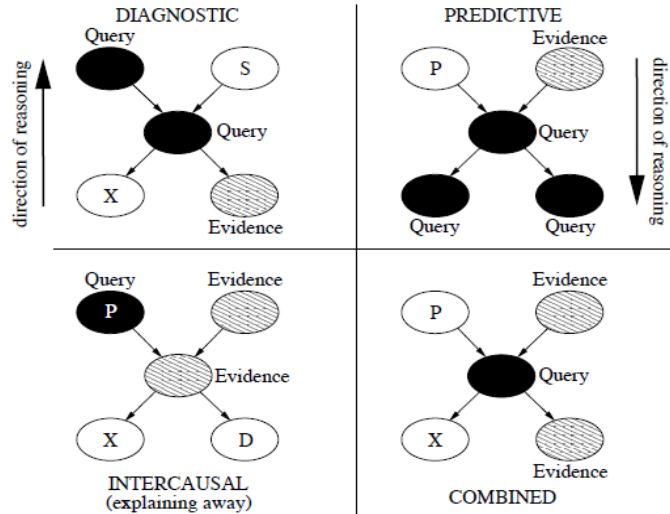 DIAGNOSTIC
Query
S
Query
X
Evidence
direction of reasoning
PREDICTIVE
Evidence
P
Query
Query
Query
direction of reasoning
Query
Evidence
P
Evidence
X
D
INTERCAUSAL
(explaining away)
Evidence
P
Query
X
Evidence
COMBINED